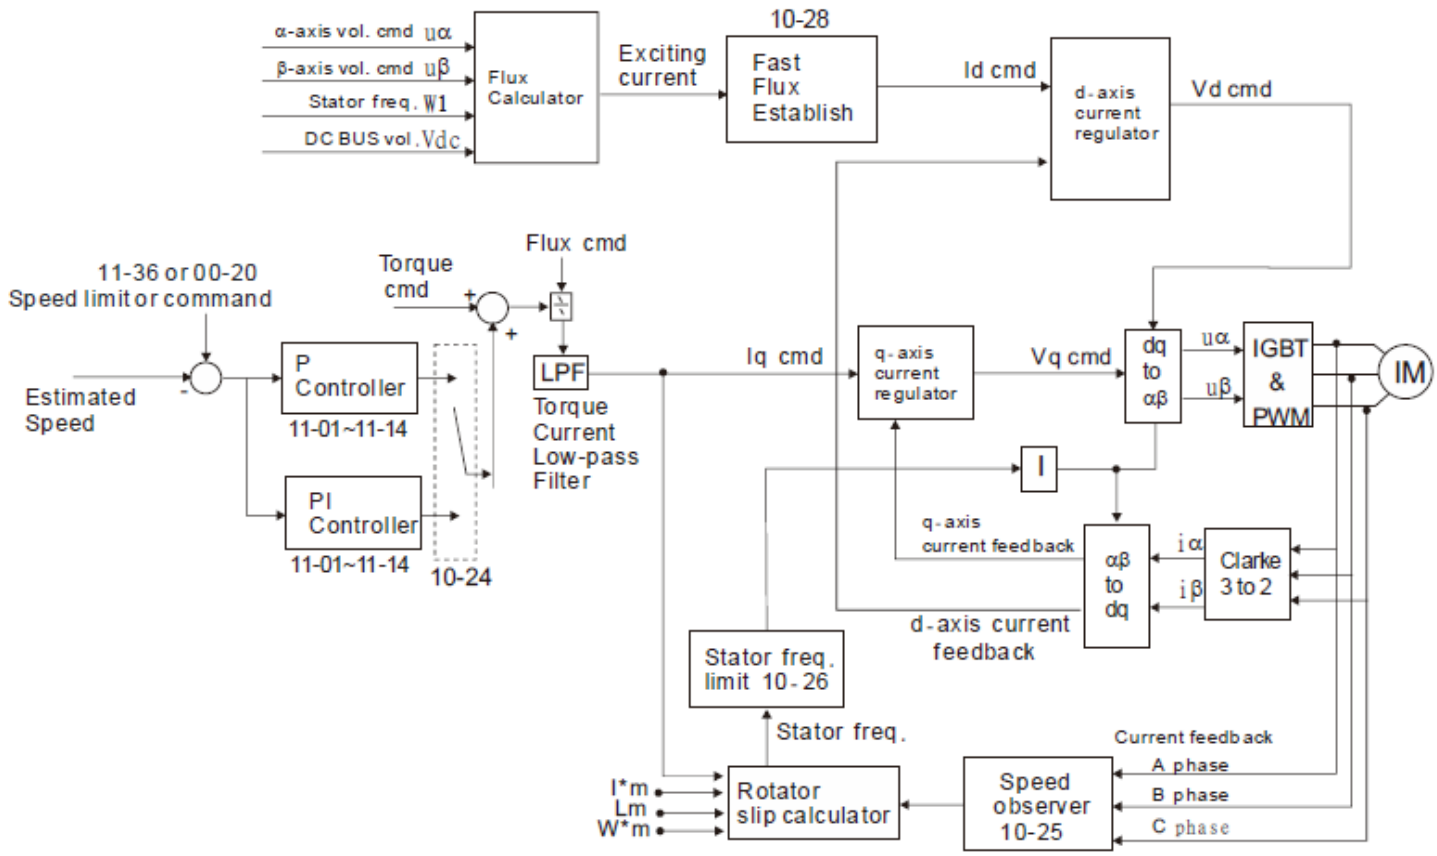 α-axis vol. cmd uα
β-axis vol. cmd uβ
Stator freq. W1
DC BUS vol. Vdc
Flux
Calculator
Exciting
current
10-28
Fast
Flux
Establish
Id cmd
d-axis
current
regulator
Vd cmd
11-36 or 00-20
Speed limit or command
Estimated
Speed
-
P
Controller
11-01~11-14
PI
Controller
11-01~11-14
10-24
Torque
cmd
+
+
Flux cmd
÷
LPF
Torque
Current
Low-pass
Filter
Iq cmd
q-axis
current
regulator
Vq cmd
dq
to
αβ
uα
uβ
IGBT
&
PWM
IM
I
q-axis
current feedback
αβ
to
dq
iα
iβ
Clarke
3 to 2
d-axis current
feedback
Stator freq.
limit 10-26
Stator freq.
I*m
Lm
W*m
Rotator
slip calculator
Speed
observer
10-25
Current feedback
A phase
B phase
C phase